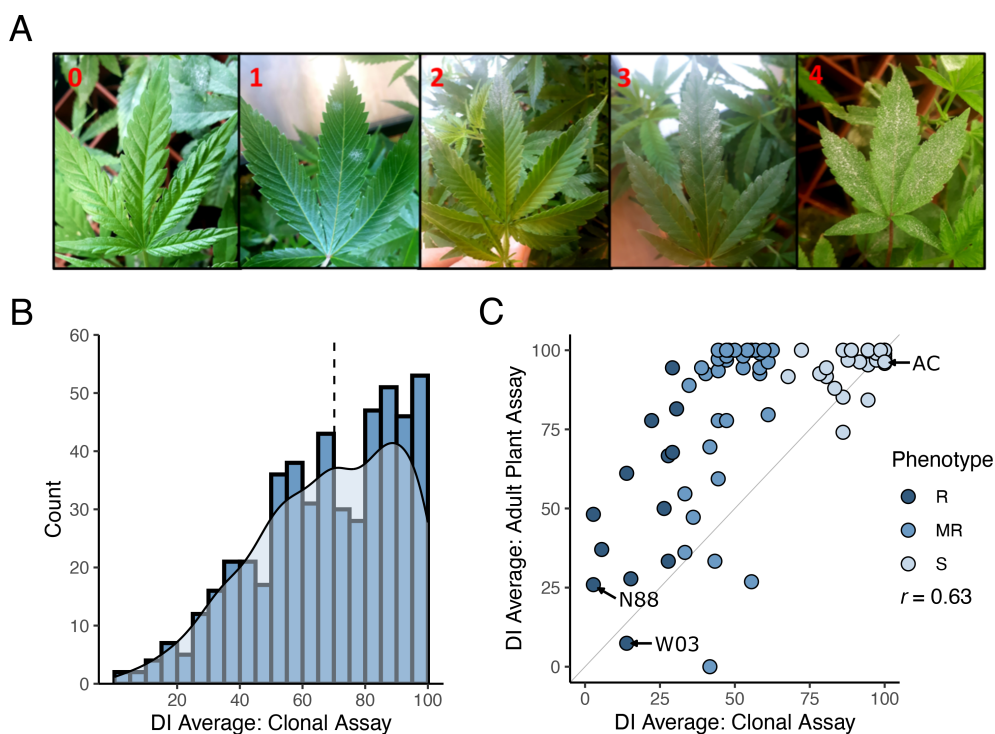 A
0 1 2 3 4
B
60
50
40
30
20
10
0
Count
20 40 60 80 100
DI Average: Clonal Assay
C
100
75
50
25
0
DI Average: Adult Plant Assay
AC
N88
W03
0 25 50 75 100
DI Average: Clonal Assay
Phenotype
R
MR
S
r = 0.63